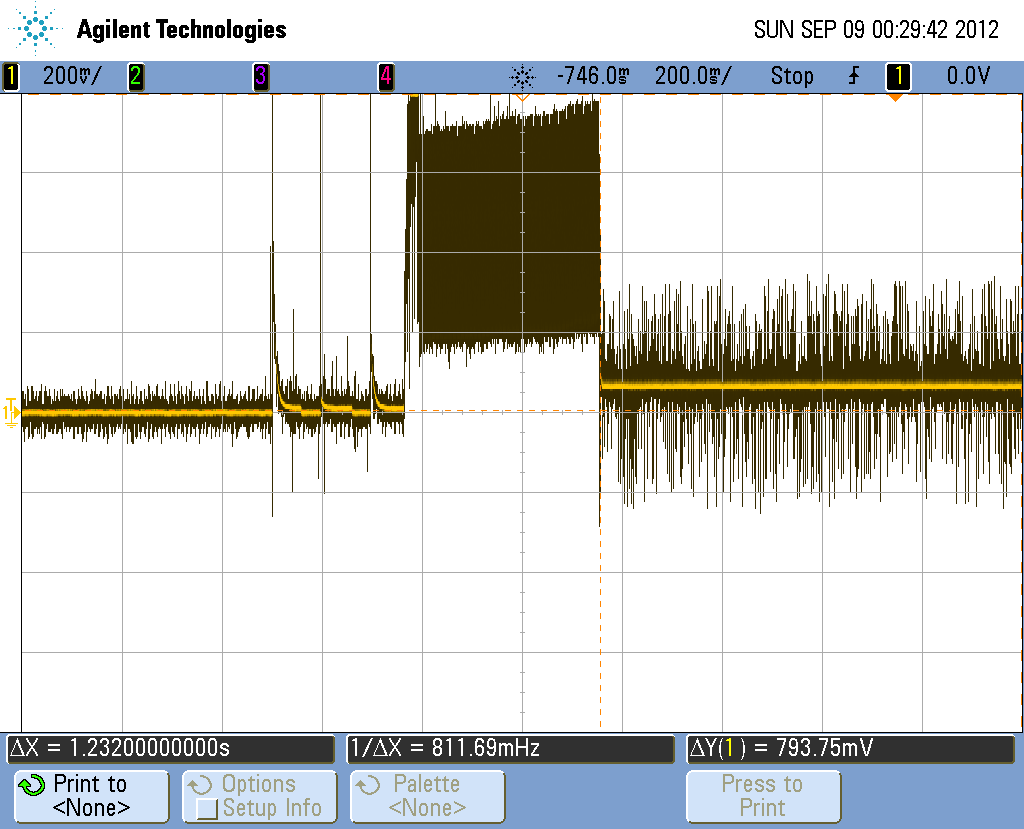 Agilent Technologies SUN SEP 09 00:29:42 2012
1 200mV/ 2 3 4 -746.0ms 200.0ms/ Stop 1 0.0V
T
1
ΔX = 1.23200000000s 1/ΔX = 811.69mHz ΔY(1) = 793.75mV
Print to Options Palette Press to
<None> Setup Info <None> Print